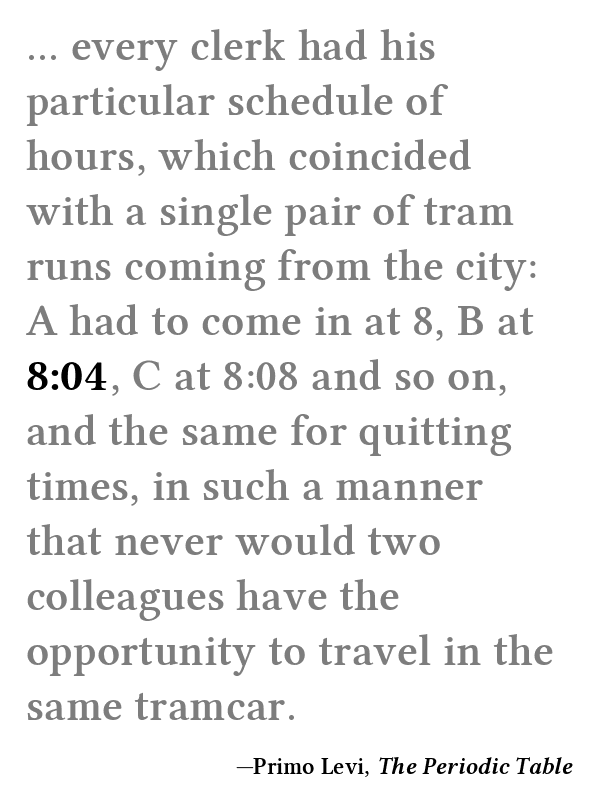 ... every clerk had his
particular schedule of
hours, which coincided
with a single pair of tram
runs coming from the city:
A had to come in at 8, B at
8:04, C at 8:08 and so on,
and the same for quitting
times, in such a manner
that never would two
colleagues have the
opportunity to travel in the
same tramcar.
—Primo Levi, The Periodic Table